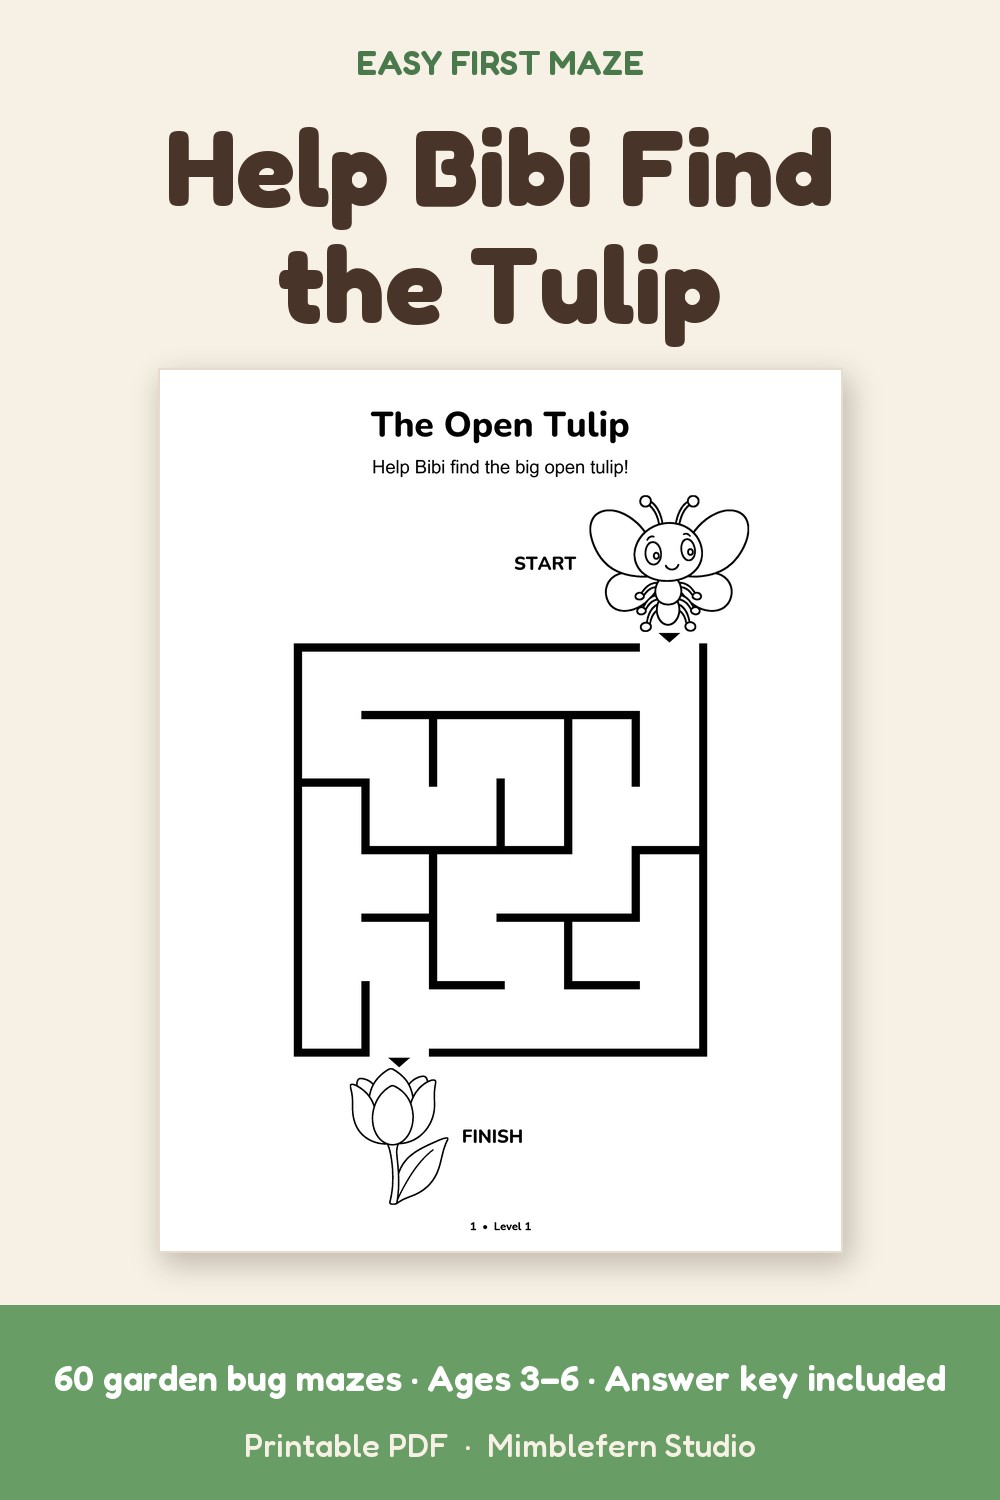 EASY FIRST MAZE
Help Bibi Find
the Tulip
The Open Tulip
Help Bibi find the big open tulip!
START
FINISH
1 • Level 1
60 garden bug mazes · Ages 3–6 · Answer key included
Printable PDF · Mimblefern Studio